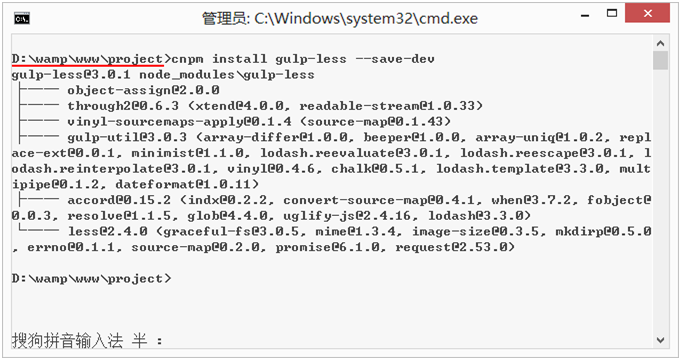 管理员: C:\Windows\system32\cmd.exe
D:\wamp\www\project>cnpm install gulp-less --save-dev
gulp-less@3.0.1 node_modules\gulp-less
├── object-assign@2.0.0
├── through2@0.6.3 (xtend@4.0.0, readable-stream@1.0.33)
├── vinyl-sourcemaps-apply@0.1.4 (source-map@0.1.43)
├── gulp-util@3.0.3 (array-differ@1.0.0, beeper@1.0.0, array-uniq@1.0.2, repl
ace-ext@0.0.1, minimist@1.1.0, lodash.reevaluate@3.0.1, lodash.reescape@3.0.1, l
odash.reinterpolate@3.0.1, vinyl@0.4.6, chalk@0.5.1, lodash.template@3.3.0, mult
ipipe@0.1.2, dateformat@1.0.11)
├── accord@0.15.2 (indx@0.2.2, convert-source-map@0.4.1, when@3.7.2, fobject@
0.0.3, resolve@1.1.5, glob@4.4.0, uglify-js@2.4.16, lodash@3.3.0)
└── less@2.4.0 (graceful-fs@3.0.5, mime@1.3.4, image-size@0.3.5, mkdirp@0.5.0
, errno@0.1.1, source-map@0.2.0, promise@6.1.0, request@2.53.0)
D:\wamp\www\project>
搜狗拼音输入法 半 ：